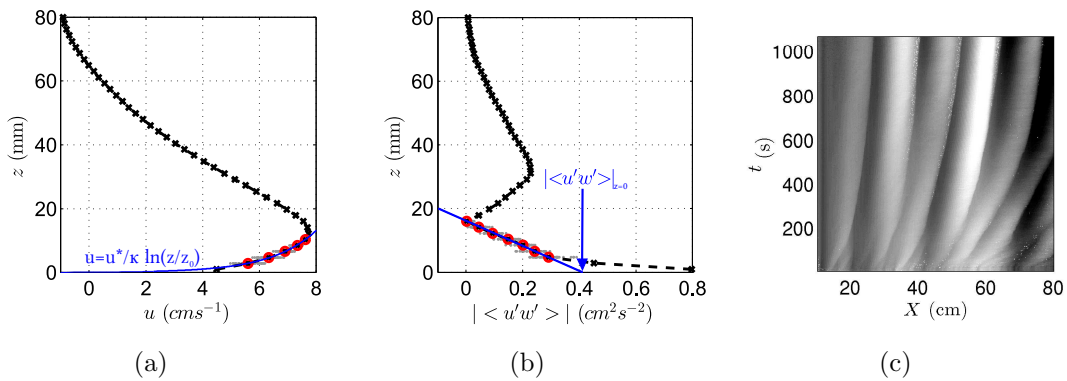 80
60
40
20
0
z (mm)
0 2 4 6 8
u (cms⁻¹)
u=u*/κ ln(z/z₀)
(a)
80
60
40
20
0
z (mm)
|<u'w'>|z=0
0 0.2 0.4 0.6 0.8
| < u'w' > | (cm²s⁻²)
(b)
1000
800
600
400
200
t (s)
20 40 60 80
X (cm)
(c)